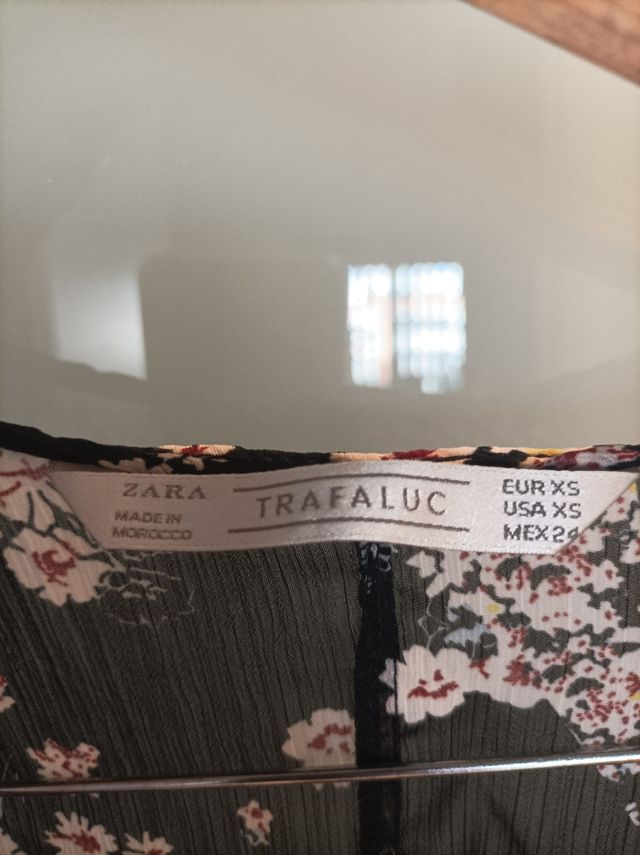 ZARA
MADE IN
MOROCCO
TRAFALUC
EUR XS
USA XS
MEX 24